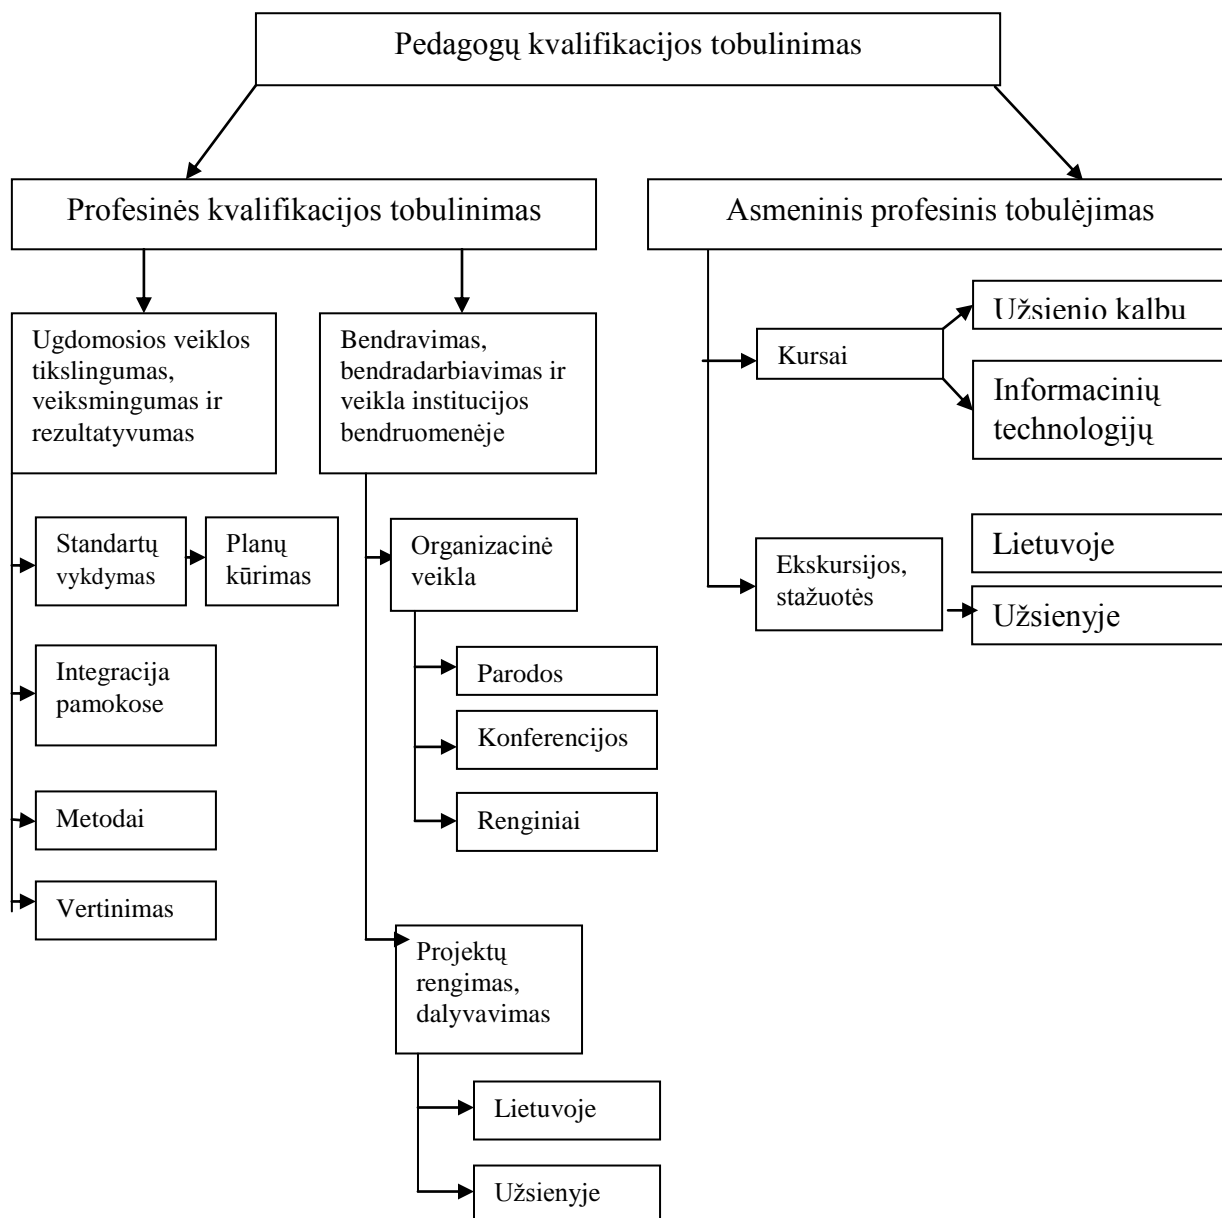 Pedagogų kvalifikacijos tobulinimas
Profesinės kvalifikacijos tobulinimas
Asmeninis profesinis tobulėjimas
Ugdomosios veiklos
tikslingumas,
veiksmingumas ir
rezultatyvumas
Bendravimas,
bendradarbiavimas ir
veikla institucijos
bendruomenėje
Kursai
Užsienio kalbu
Informacinių
technologijų
Standartų
vykdymas
Planų
kūrimas
Organizacinė
veikla
Ekskursijos,
stažuotės
Lietuvoje
Užsienyje
Integracija
pamokose
Parodos
Konferencijos
Metodai
Renginiai
Vertinimas
Projektų
rengimas,
dalyvavimas
Lietuvoje
Užsienyje